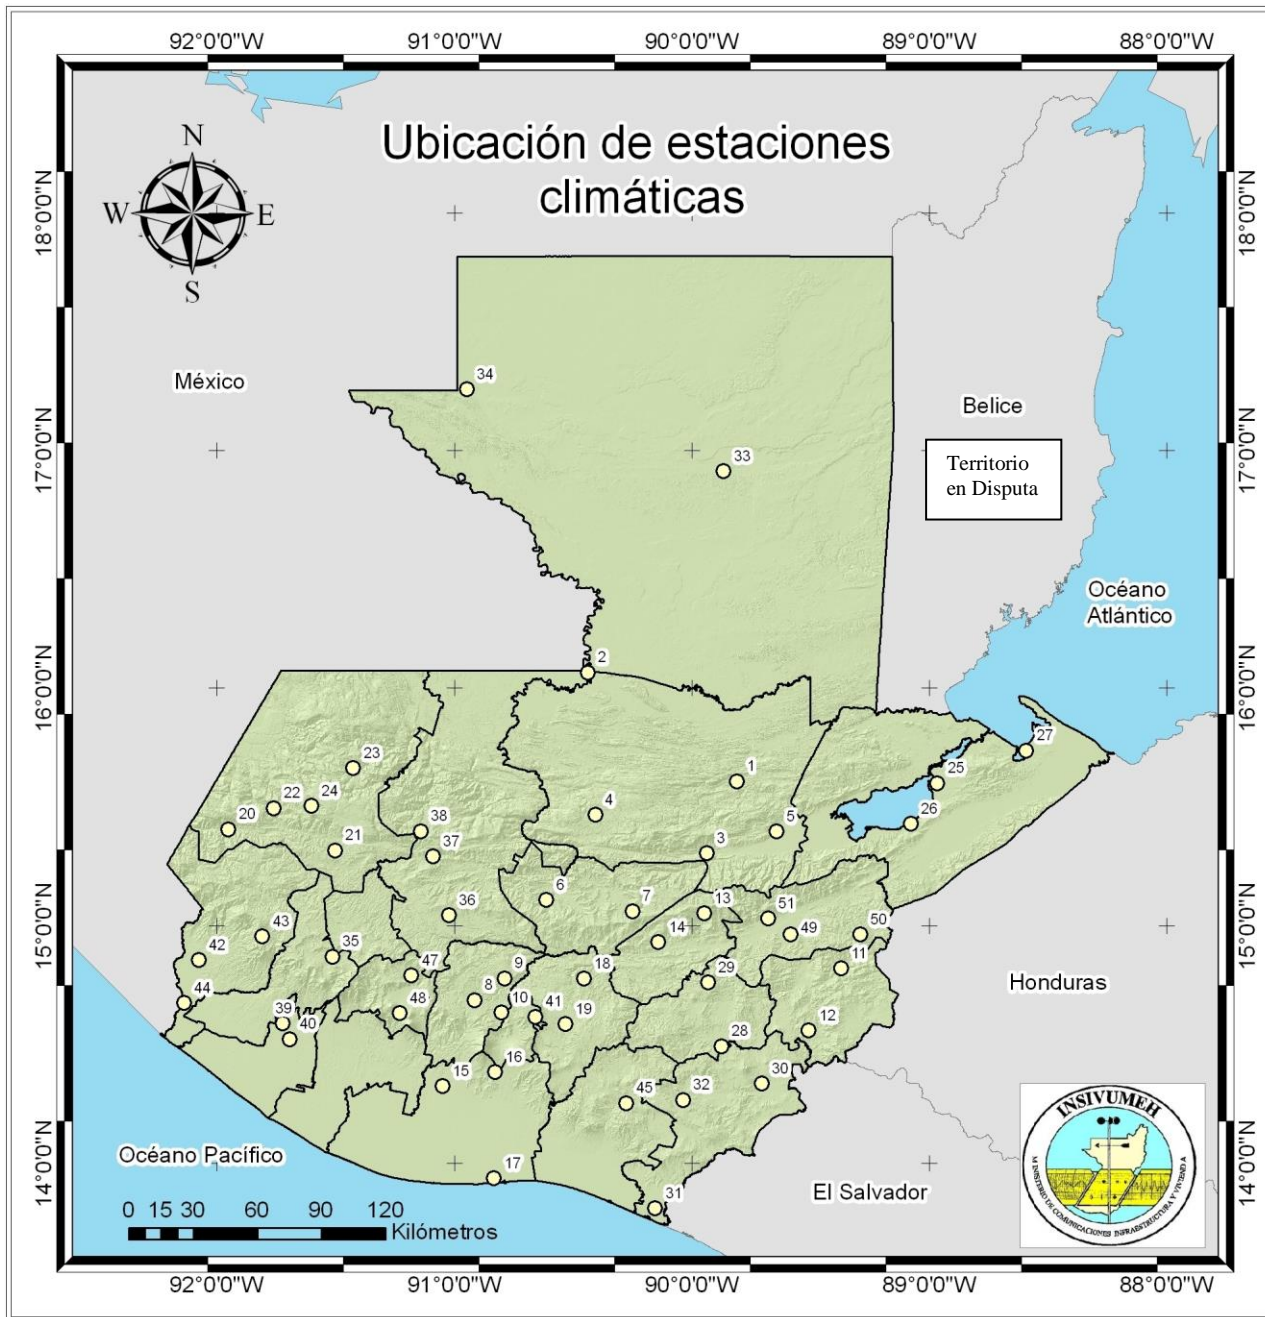 92°0'0"W 91°0'0"W 90°0'0"W 89°0'0"W 88°0'0"W
Ubicación de estaciones
climáticas
N
W E
S
18°0'0"N 18°0'0"N
México
34
Belice
17°0'0"N 17°0'0"N
33
Territorio
en Disputa
Océano
Atlántico
2
16°0'0"N 16°0'0"N
27
23
1
25
22 24
4
20
38
5
26
21
37
3
6
7
13
51
36
14
49
50
43
42
35
47
9
18
29
11
44
8
48
10
41
19
39
40
12
28
15°0'0"N 15°0'0"N
Honduras
16
15
45
32
30
14°0'0"N 14°0'0"N
Océano Pacífico
17
31
El Salvador
0 15 30 60 90 120
Kilómetros
INSIVUMEH
MINISTERIO DE COMUNICACIONES INFRAESTRUCTURA Y VIVIENDA
92°0'0"W 91°0'0"W 90°0'0"W 89°0'0"W 88°0'0"W